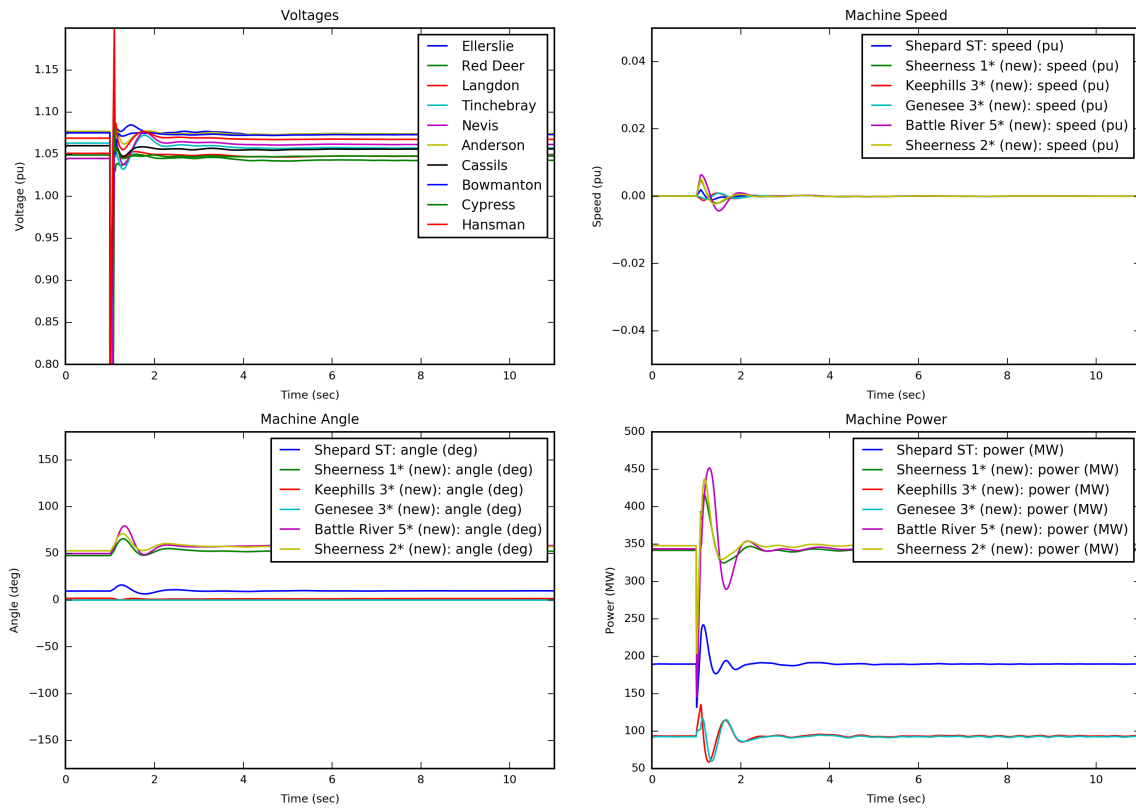 Voltages
1.15
1.10
1.05
1.00
0.95
0.90
0.85
0.80
Voltage (pu)
Ellerslie
Red Deer
Langdon
Tinchebray
Nevis
Anderson
Cassils
Bowmanton
Cypress
Hansman
0 2 4 6 8 10
Time (sec)
Machine Speed
0.04
0.02
0.00
−0.02
−0.04
Speed (pu)
Shepard ST: speed (pu)
Sheerness 1* (new): speed (pu)
Keephills 3* (new): speed (pu)
Genesee 3* (new): speed (pu)
Battle River 5* (new): speed (pu)
Sheerness 2* (new): speed (pu)
0 2 4 6 8 10
Time (sec)
Machine Angle
150
100
50
0
−50
−100
−150
Angle (deg)
Shepard ST: angle (deg)
Sheerness 1* (new): angle (deg)
Keephills 3* (new): angle (deg)
Genesee 3* (new): angle (deg)
Battle River 5* (new): angle (deg)
Sheerness 2* (new): angle (deg)
0 2 4 6 8 10
Time (sec)
Machine Power
500
450
400
350
300
250
200
150
100
50
Power (MW)
Shepard ST: power (MW)
Sheerness 1* (new): power (MW)
Keephills 3* (new): power (MW)
Genesee 3* (new): power (MW)
Battle River 5* (new): power (MW)
Sheerness 2* (new): power (MW)
0 2 4 6 8 10
Time (sec)